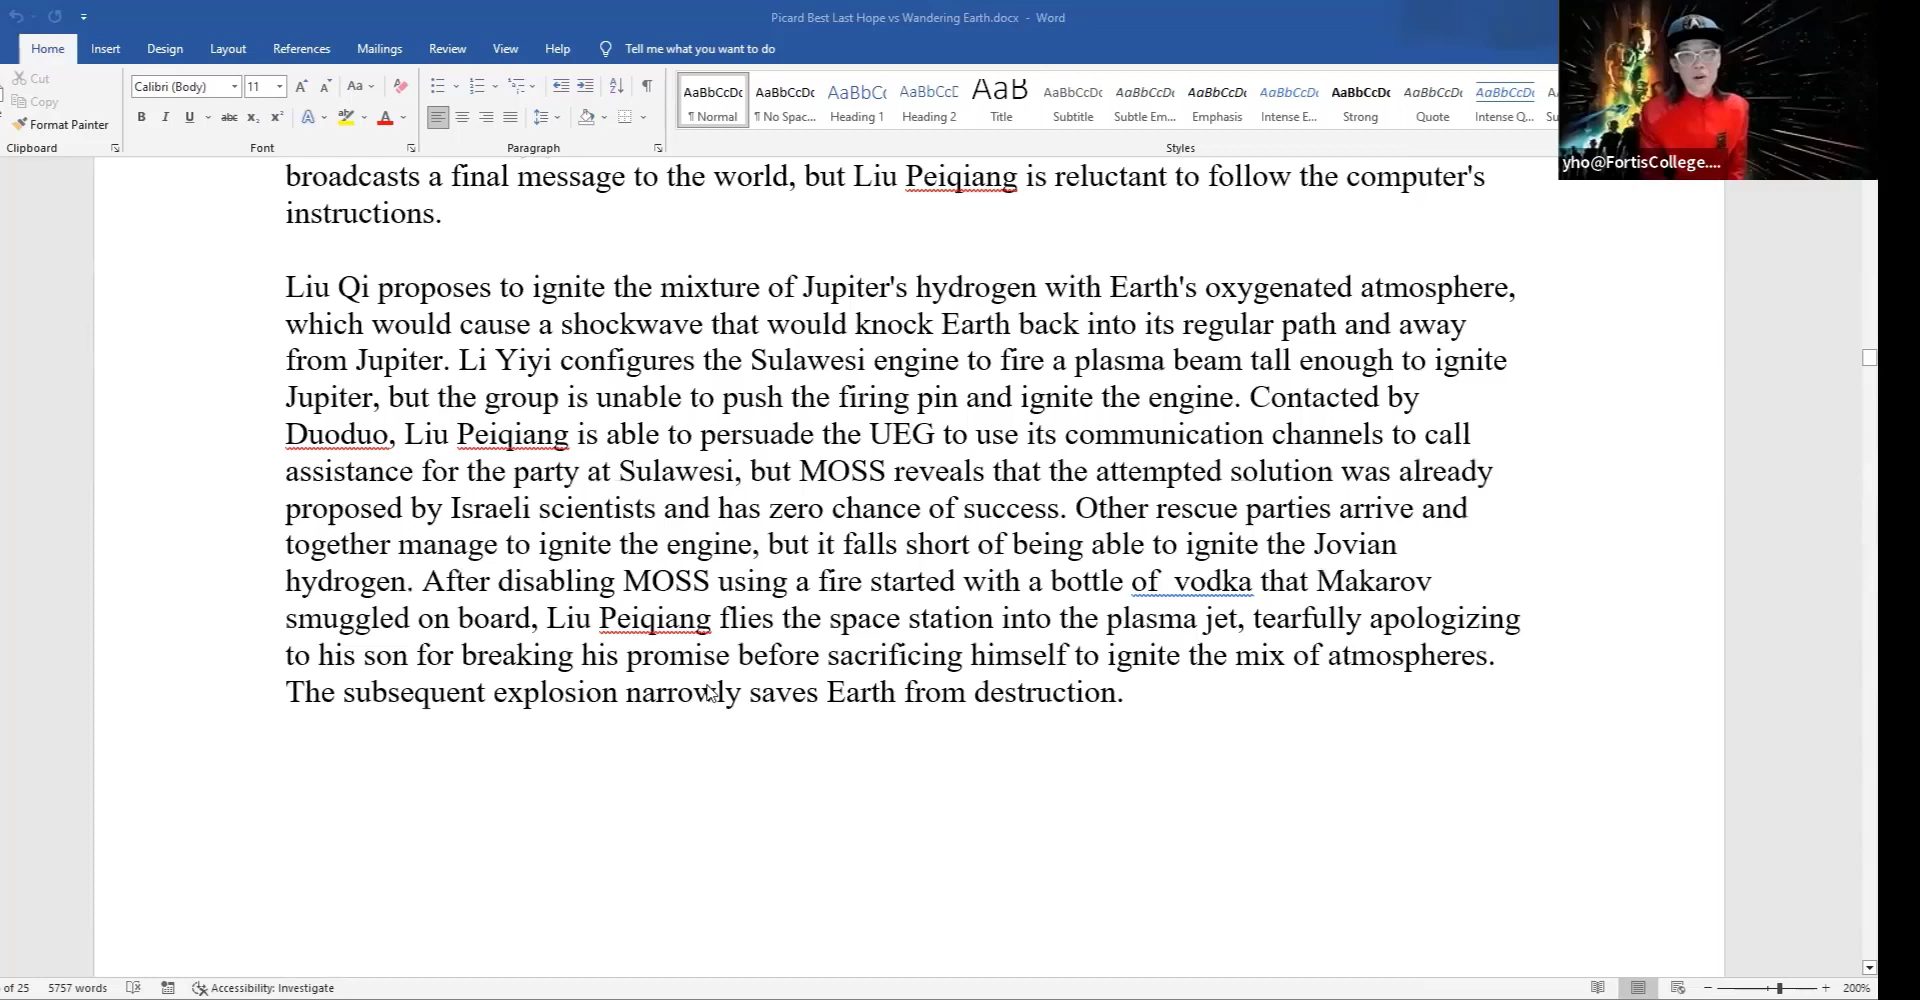 Picard Best Last Hope vs Wandering Earth.docx - Word
Home Insert Design Layout References Mailings Review View Help Tell me what you want to do
Cut
Copy
Format Painter
Calibri (Body) 11
AaBbCcDc AaBbCcDc AaBbCc AaBbCcD AaB AaBbCcD AaBbCcDc AaBbCcDc AaBbCcDc AaBbCcDc AaBbCcDc AaBbCcDc
¶ Normal ¶ No Spac... Heading 1 Heading 2 Title Subtitle Subtle Em... Emphasis Intense E... Strong Quote Intense Q...
Clipboard Font Paragraph Styles
yho@FortisCollege....
broadcasts a final message to the world, but Liu Peiqiang is reluctant to follow the computer's
instructions.
Liu Qi proposes to ignite the mixture of Jupiter's hydrogen with Earth's oxygenated atmosphere,
which would cause a shockwave that would knock Earth back into its regular path and away
from Jupiter. Li Yiyi configures the Sulawesi engine to fire a plasma beam tall enough to ignite
Jupiter, but the group is unable to push the firing pin and ignite the engine. Contacted by
Duoduo, Liu Peiqiang is able to persuade the UEG to use its communication channels to call
assistance for the party at Sulawesi, but MOSS reveals that the attempted solution was already
proposed by Israeli scientists and has zero chance of success. Other rescue parties arrive and
together manage to ignite the engine, but it falls short of being able to ignite the Jovian
hydrogen. After disabling MOSS using a fire started with a bottle of  vodka that Makarov
smuggled on board, Liu Peiqiang flies the space station into the plasma jet, tearfully apologizing
to his son for breaking his promise before sacrificing himself to ignite the mix of atmospheres.
The subsequent explosion narrowly saves Earth from destruction.
of 25 5757 words Accessibility: Investigate 200%